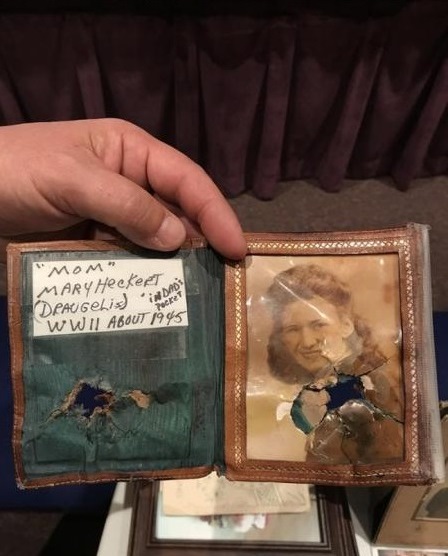 "MOM"
MARY HecKeRT
(DRAUGELIS) "IN DAD'S
POCKET
WWII ABOUT 1945